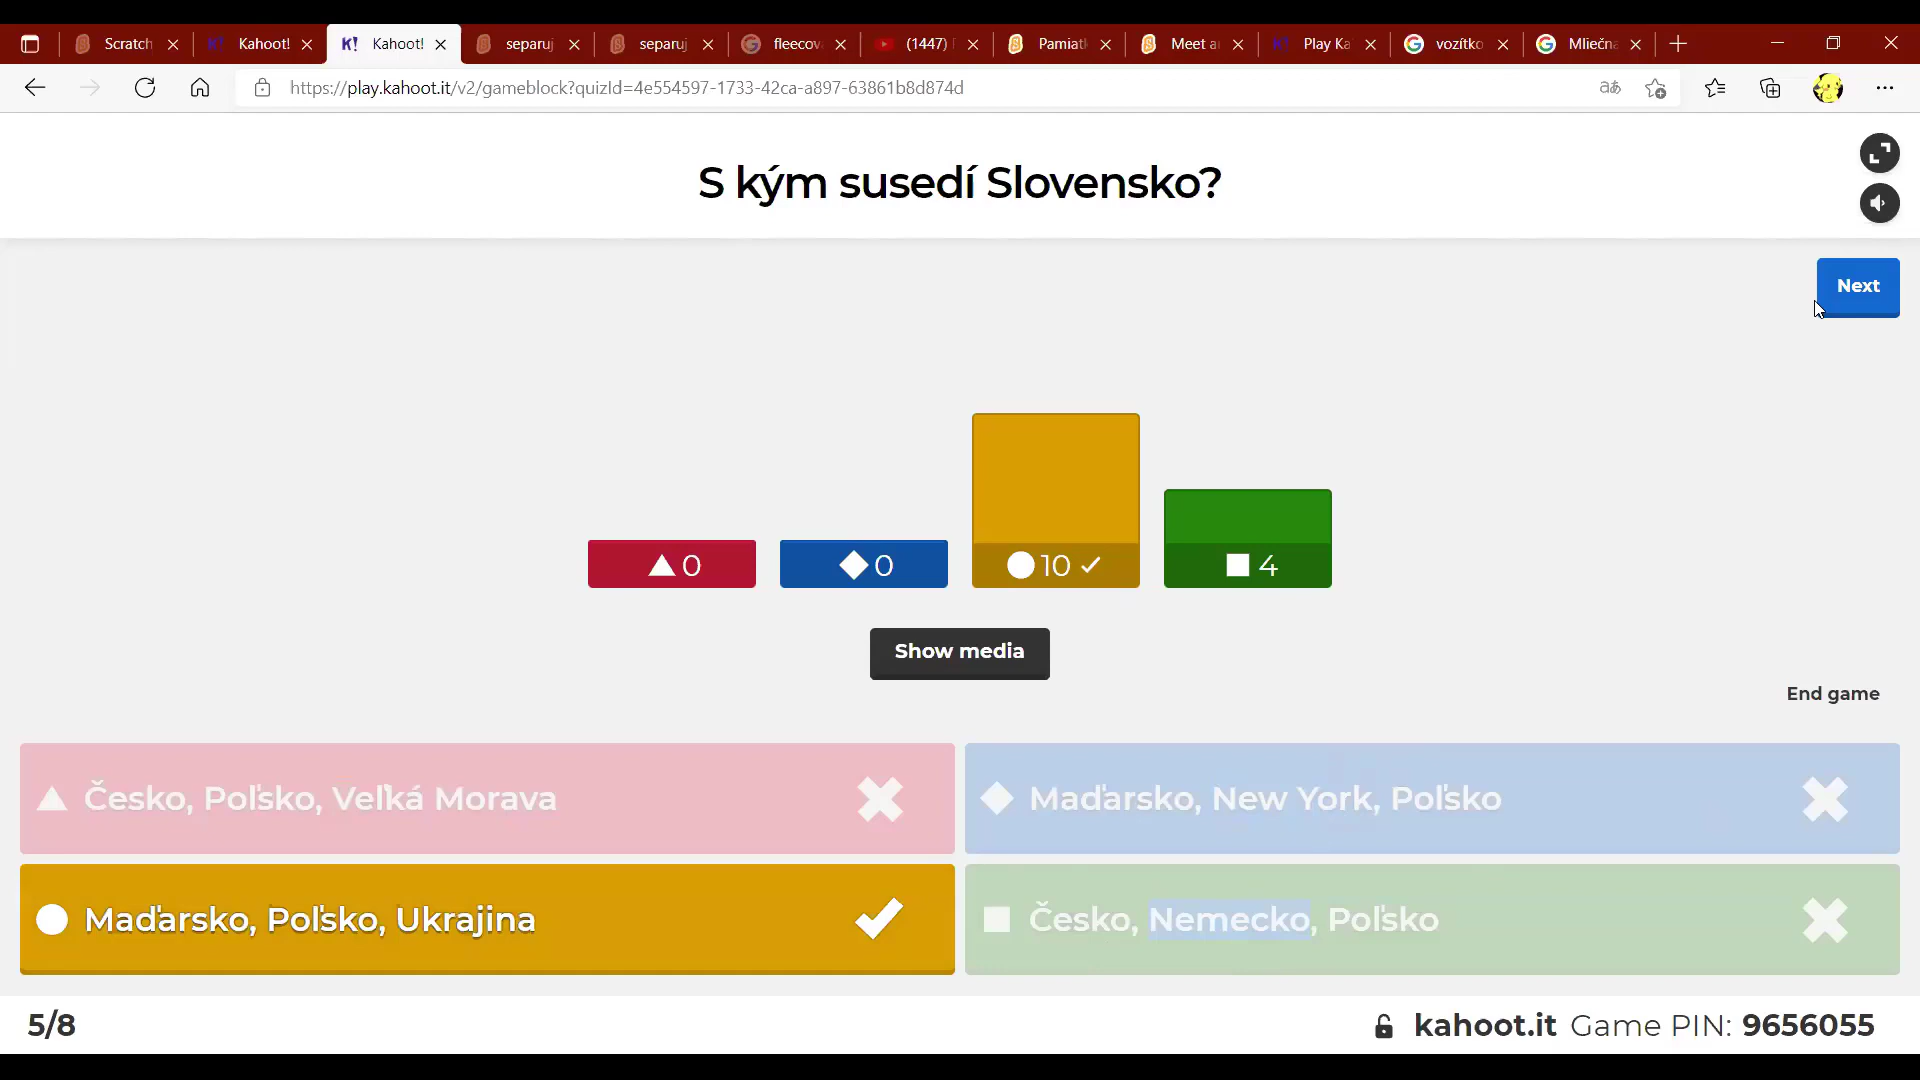 Scratch
Kahoot!
Kahoot!
separuj
separuj
fleecov
(1447)
Pamiat
Meet a
Play Ka
vozítko
Mliečn
https://play.kahoot.it/v2/gameblock?quizId=4e554597-1733-42ca-a897-63861b8d874d
S kým susedí Slovensko?
Next
0
0
10
4
Show media
End game
Česko, Poľsko, Veľká Morava
Maďarsko, New York, Poľsko
Maďarsko, Poľsko, Ukrajina
Česko, Nemecko, Poľsko
5/8
kahoot.it Game PIN: 9656055